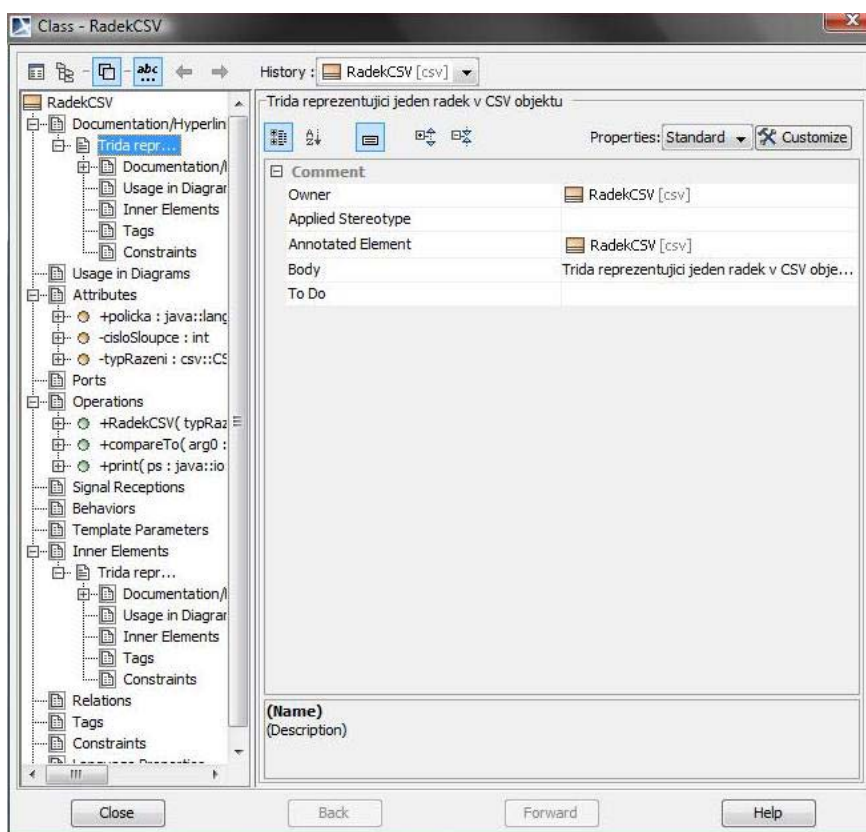 Class - RadekCSV
abc
...
History : RadekCSV [csv]
RadekCSV
Documentation/Hyperlin
Trida repr...
Documentation/
Usage in Diagrar
Inner Elements
Tags
Constraints
Usage in Diagrams
Attributes
+policka : java::lang
-cisloSloupce : int
-typRazeni : csv::CS
Ports
Operations
+RadekCSV( typRaz
+compareTo( arg0 :
+print( ps : java::io
Signal Receptions
Behaviors
Template Parameters
Inner Elements
Trida repr...
Documentation/
Usage in Diagrar
Inner Elements
Tags
Constraints
Relations
Tags
Constraints
Trida reprezentujici jeden radek v CSV objektu
Properties: Standard Customize
Comment
Owner RadekCSV [csv]
Applied Stereotype
Annotated Element RadekCSV [csv]
Body Trida reprezentujici jeden radek v CSV obje...
To Do
(Name)
(Description)
Close Back Forward Help